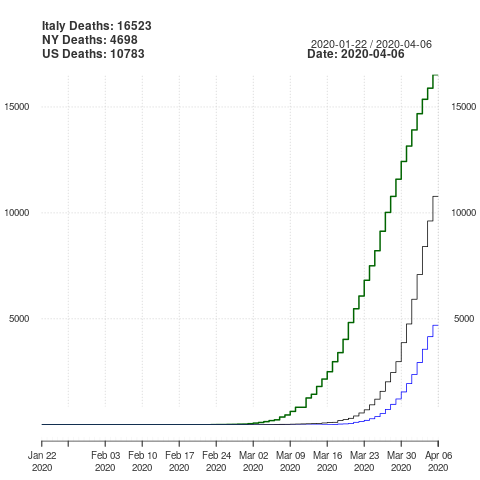 Italy Deaths: 16523
NY Deaths: 4698
US Deaths: 10783
2020-01-22 / 2020-04-06
Date: 2020-04-06
15000 15000
10000 10000
5000 5000
Jan 22 Feb 03 Feb 10 Feb 17 Feb 24 Mar 02 Mar 09 Mar 16 Mar 23 Mar 30 Apr 06
2020 2020 2020 2020 2020 2020 2020 2020 2020 2020 2020